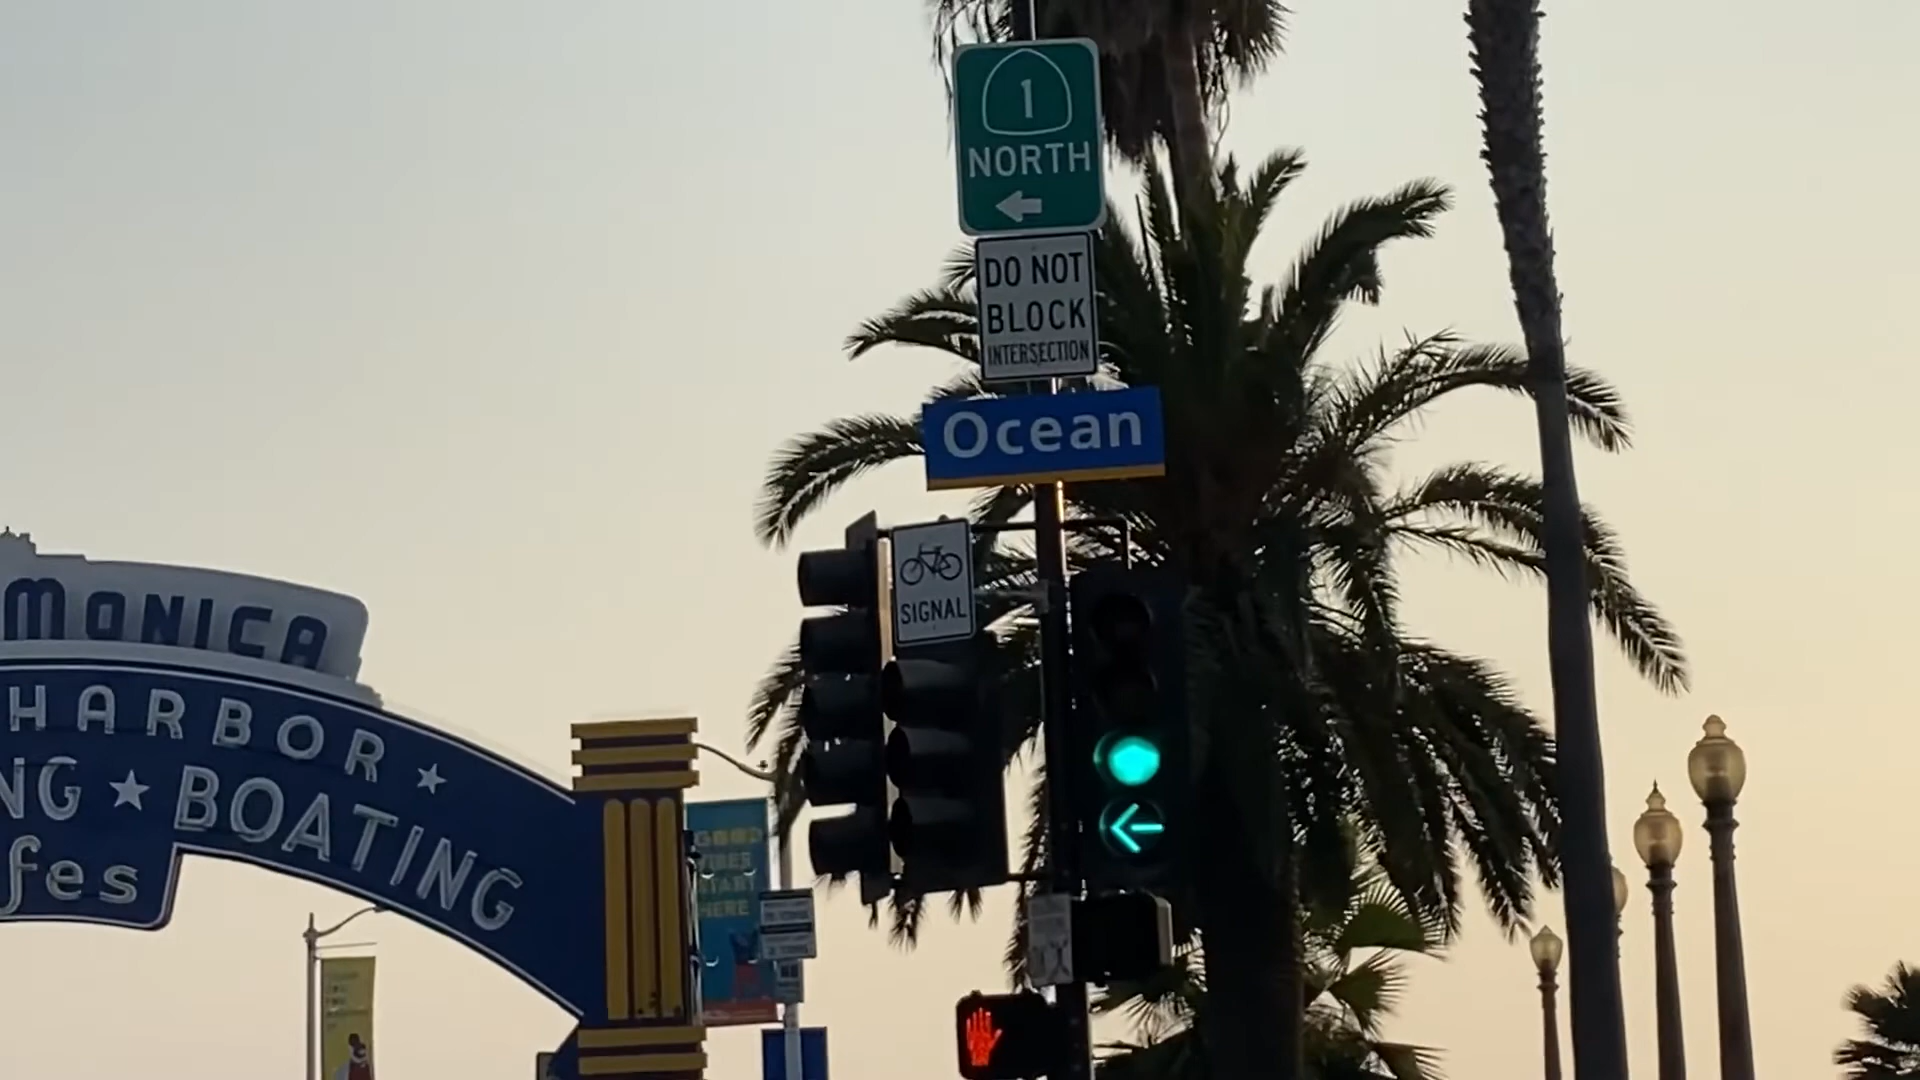 MONICA
HARBOR ★
NG ★ BOATING
fes
1
NORTH
DO NOT
BLOCK
INTERSECTION
Ocean
SIGNAL
GOOD
VIBES
START
HERE